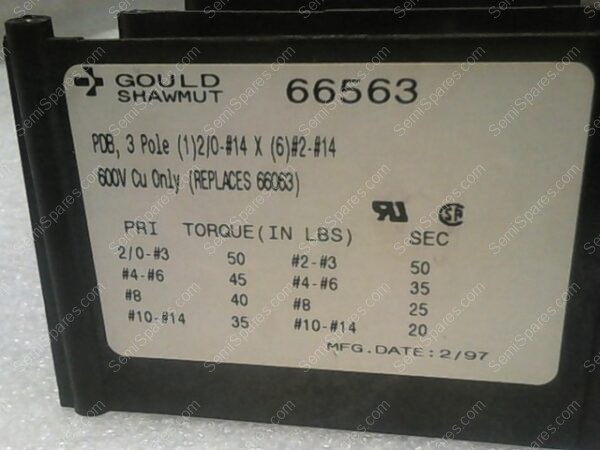 GOULD SHAWMUT 66563
PDB, 3 Pole (1)2/0-#14 X (6)#2-#14
600V Cu Only (REPLACES 66063)
PRI TORQUE(IN LBS) SEC
2/0-#3 50 #2-#3 50
#4-#6 45 #4-#6 35
#8 40 #8 25
#10-#14 35 #10-#14 20
MFG.DATE:2/97
SemiSpares.com